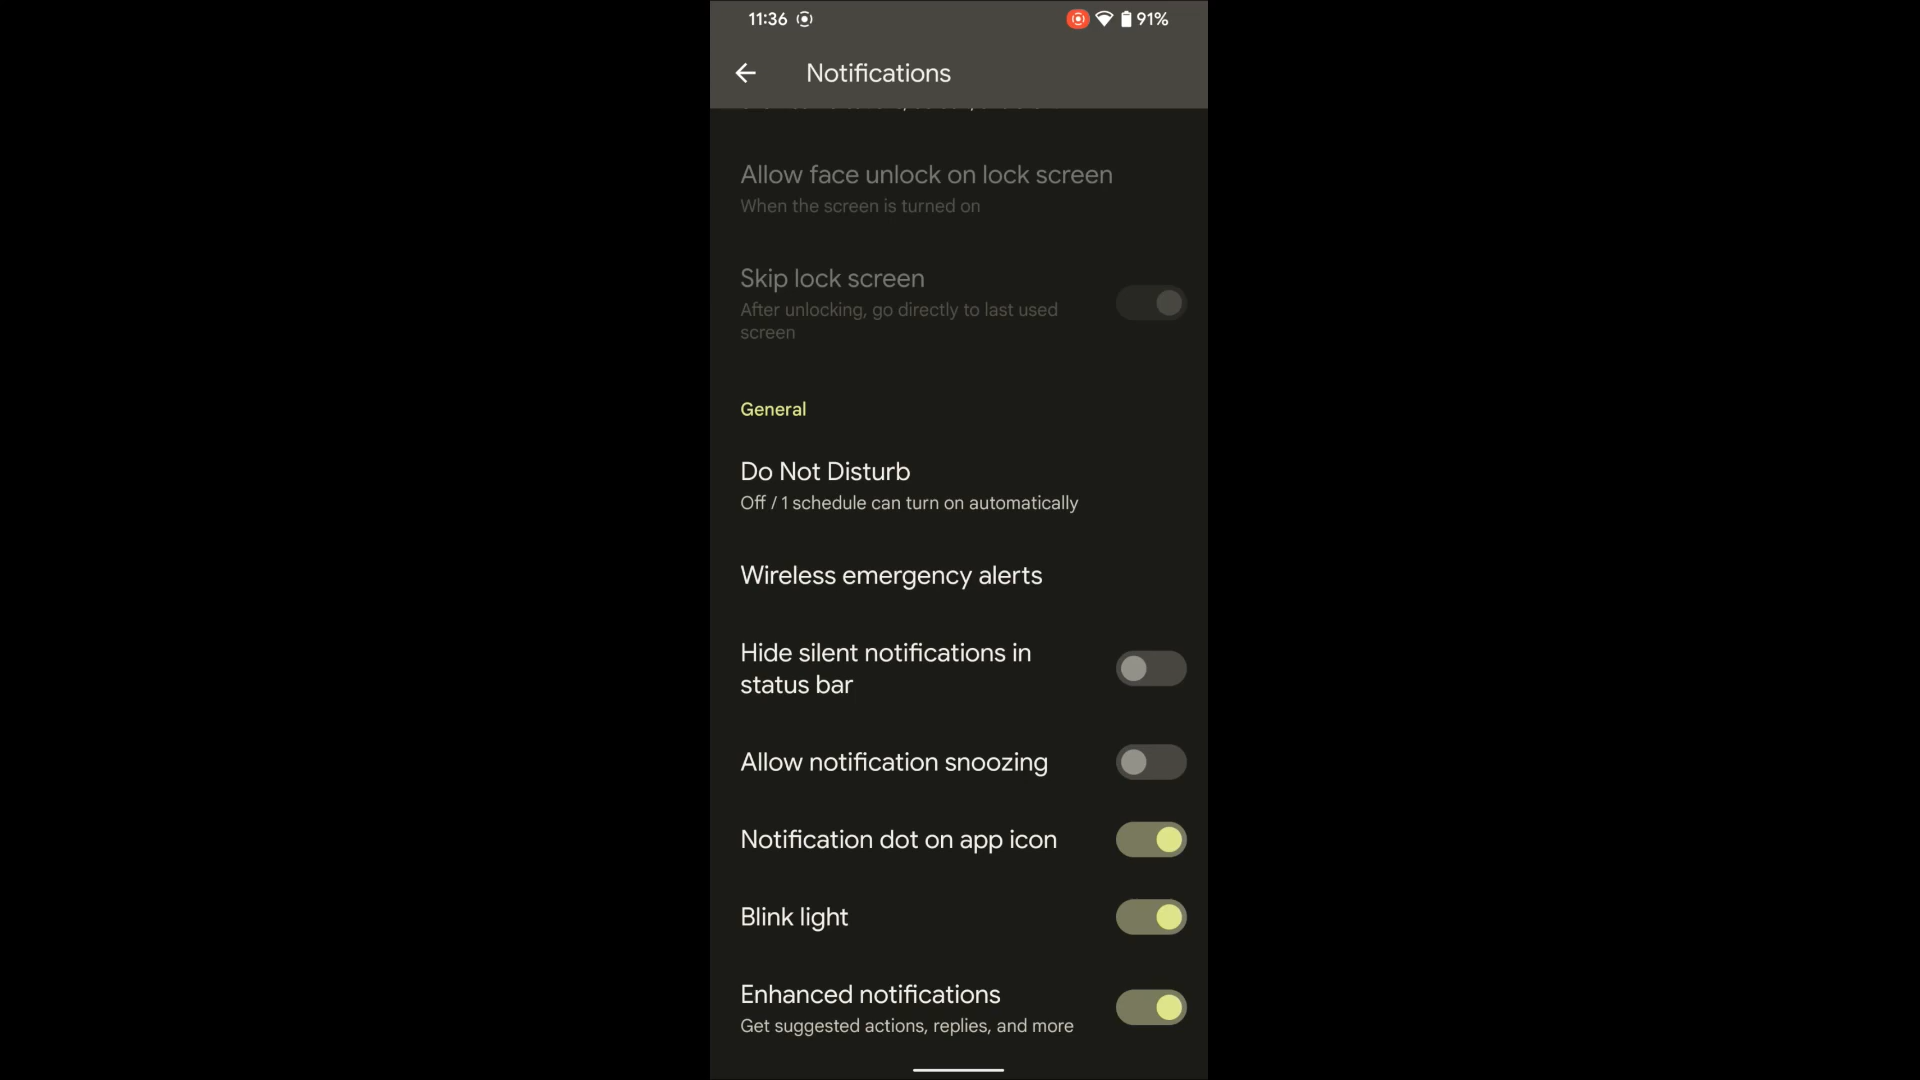 11:36
91%
Notifications
Allow face unlock on lock screen
When the screen is turned on
Skip lock screen
After unlocking, go directly to last used
screen
General
Do Not Disturb
Off / 1 schedule can turn on automatically
Wireless emergency alerts
Hide silent notifications in
status bar
Allow notification snoozing
Notification dot on app icon
Blink light
Enhanced notifications
Get suggested actions, replies, and more